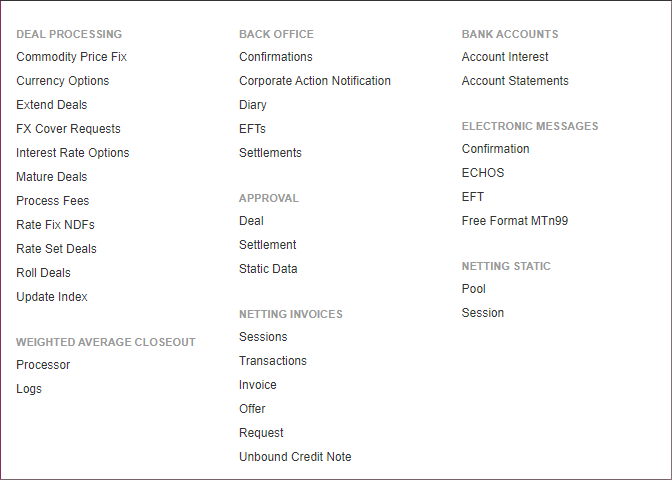 DEAL PROCESSING
Commodity Price Fix
Currency Options
Extend Deals
FX Cover Requests
Interest Rate Options
Mature Deals
Process Fees
Rate Fix NDFs
Rate Set Deals
Roll Deals
Update Index
WEIGHTED AVERAGE CLOSEOUT
Processor
Logs
BACK OFFICE
Confirmations
Corporate Action Notification
Diary
EFTs
Settlements
APPROVAL
Deal
Settlement
Static Data
NETTING INVOICES
Sessions
Transactions
Invoice
Offer
Request
Unbound Credit Note
BANK ACCOUNTS
Account Interest
Account Statements
ELECTRONIC MESSAGES
Confirmation
ECHOS
EFT
Free Format MTn99
NETTING STATIC
Pool
Session